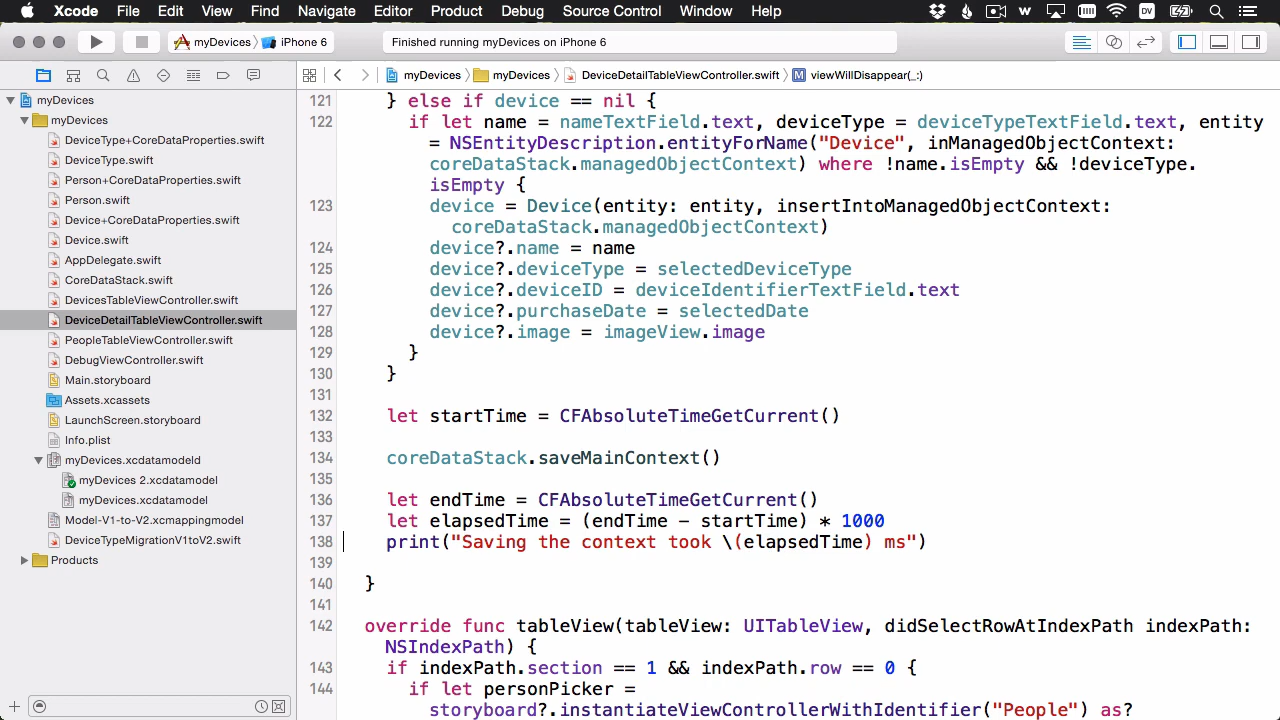 Xcode File Edit View Find Navigate Editor Product Debug Source Control Window Help
myDevices iPhone 6 Finished running myDevices on iPhone 6
myDevices myDevices DeviceDetailTableViewController.swift M viewWillDisappear(_:)
myDevices
myDevices
DeviceType+CoreDataProperties.swift
DeviceType.swift
Person+CoreDataProperties.swift
Person.swift
Device+CoreDataProperties.swift
Device.swift
AppDelegate.swift
CoreDataStack.swift
DevicesTableViewController.swift
DeviceDetailTableViewController.swift
PeopleTableViewController.swift
DebugViewController.swift
Main.storyboard
Assets.xcassets
LaunchScreen.storyboard
Info.plist
myDevices.xcdatamodeld
myDevices 2.xcdatamodel
myDevices.xcdatamodel
Model-V1-to-V2.xcmappingmodel
DeviceTypeMigrationV1toV2.swift
Products
121 } else if device == nil {
122 if let name = nameTextField.text, deviceType = deviceTypeTextField.text, entity
= NSEntityDescription.entityForName("Device", inManagedObjectContext:
coreDataStack.managedObjectContext) where !name.isEmpty && !deviceType.
isEmpty {
123 device = Device(entity: entity, insertIntoManagedObjectContext:
coreDataStack.managedObjectContext)
124 device?.name = name
125 device?.deviceType = selectedDeviceType
126 device?.deviceID = deviceIdentifierTextField.text
127 device?.purchaseDate = selectedDate
128 device?.image = imageView.image
129 }
130 }
131
132 let startTime = CFAbsoluteTimeGetCurrent()
133
134 coreDataStack.saveMainContext()
135
136 let endTime = CFAbsoluteTimeGetCurrent()
137 let elapsedTime = (endTime - startTime) * 1000
138 print("Saving the context took \(elapsedTime) ms")
139
140 }
141
142 override func tableView(tableView: UITableView, didSelectRowAtIndexPath indexPath:
NSIndexPath) {
143 if indexPath.section == 1 && indexPath.row == 0 {
144 if let personPicker =
storyboard?.instantiateViewControllerWithIdentifier("People") as?